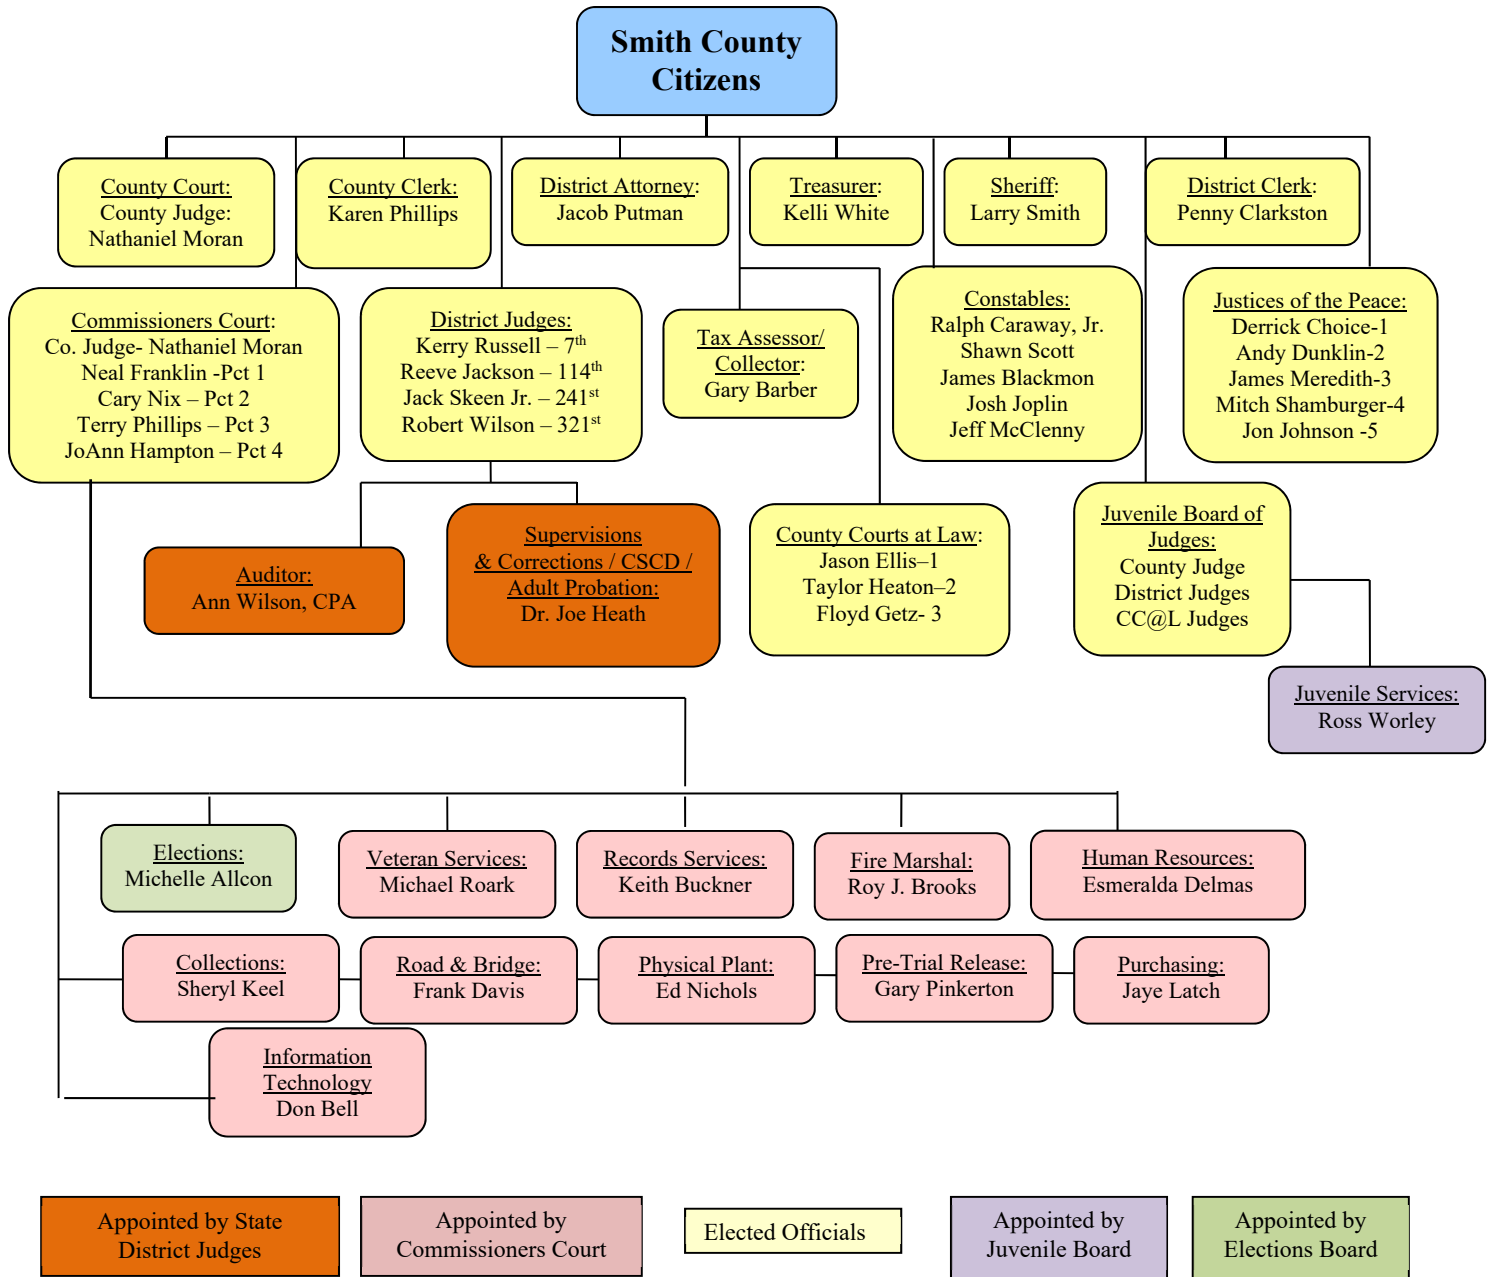 Smith County
Citizens
County Court:
County Judge:
Nathaniel Moran
County Clerk:
Karen Phillips
District Attorney:
Jacob Putman
Treasurer:
Kelli White
Sheriff:
Larry Smith
District Clerk:
Penny Clarkston
Commissioners Court:
Co. Judge- Nathaniel Moran
Neal Franklin -Pct 1
Cary Nix – Pct 2
Terry Phillips – Pct 3
JoAnn Hampton – Pct 4
District Judges:
Kerry Russell – 7th
Reeve Jackson – 114th
Jack Skeen Jr. – 241st
Robert Wilson – 321st
Tax Assessor/
Collector:
Gary Barber
Constables:
Ralph Caraway, Jr.
Shawn Scott
James Blackmon
Josh Joplin
Jeff McClenny
Justices of the Peace:
Derrick Choice-1
Andy Dunklin-2
James Meredith-3
Mitch Shamburger-4
Jon Johnson -5
Auditor:
Ann Wilson, CPA
Supervisions
& Corrections / CSCD /
Adult Probation:
Dr. Joe Heath
County Courts at Law:
Jason Ellis–1
Taylor Heaton–2
Floyd Getz- 3
Juvenile Board of
Judges:
County Judge
District Judges
CC@L Judges
Juvenile Services:
Ross Worley
Elections:
Michelle Allcon
Veteran Services:
Michael Roark
Records Services:
Keith Buckner
Fire Marshal:
Roy J. Brooks
Human Resources:
Esmeralda Delmas
Collections:
Sheryl Keel
Road & Bridge:
Frank Davis
Physical Plant:
Ed Nichols
Pre-Trial Release:
Gary Pinkerton
Purchasing:
Jaye Latch
Information
Technology
Don Bell
Appointed by State
District Judges
Appointed by
Commissioners Court
Elected Officials
Appointed by
Juvenile Board
Appointed by
Elections Board